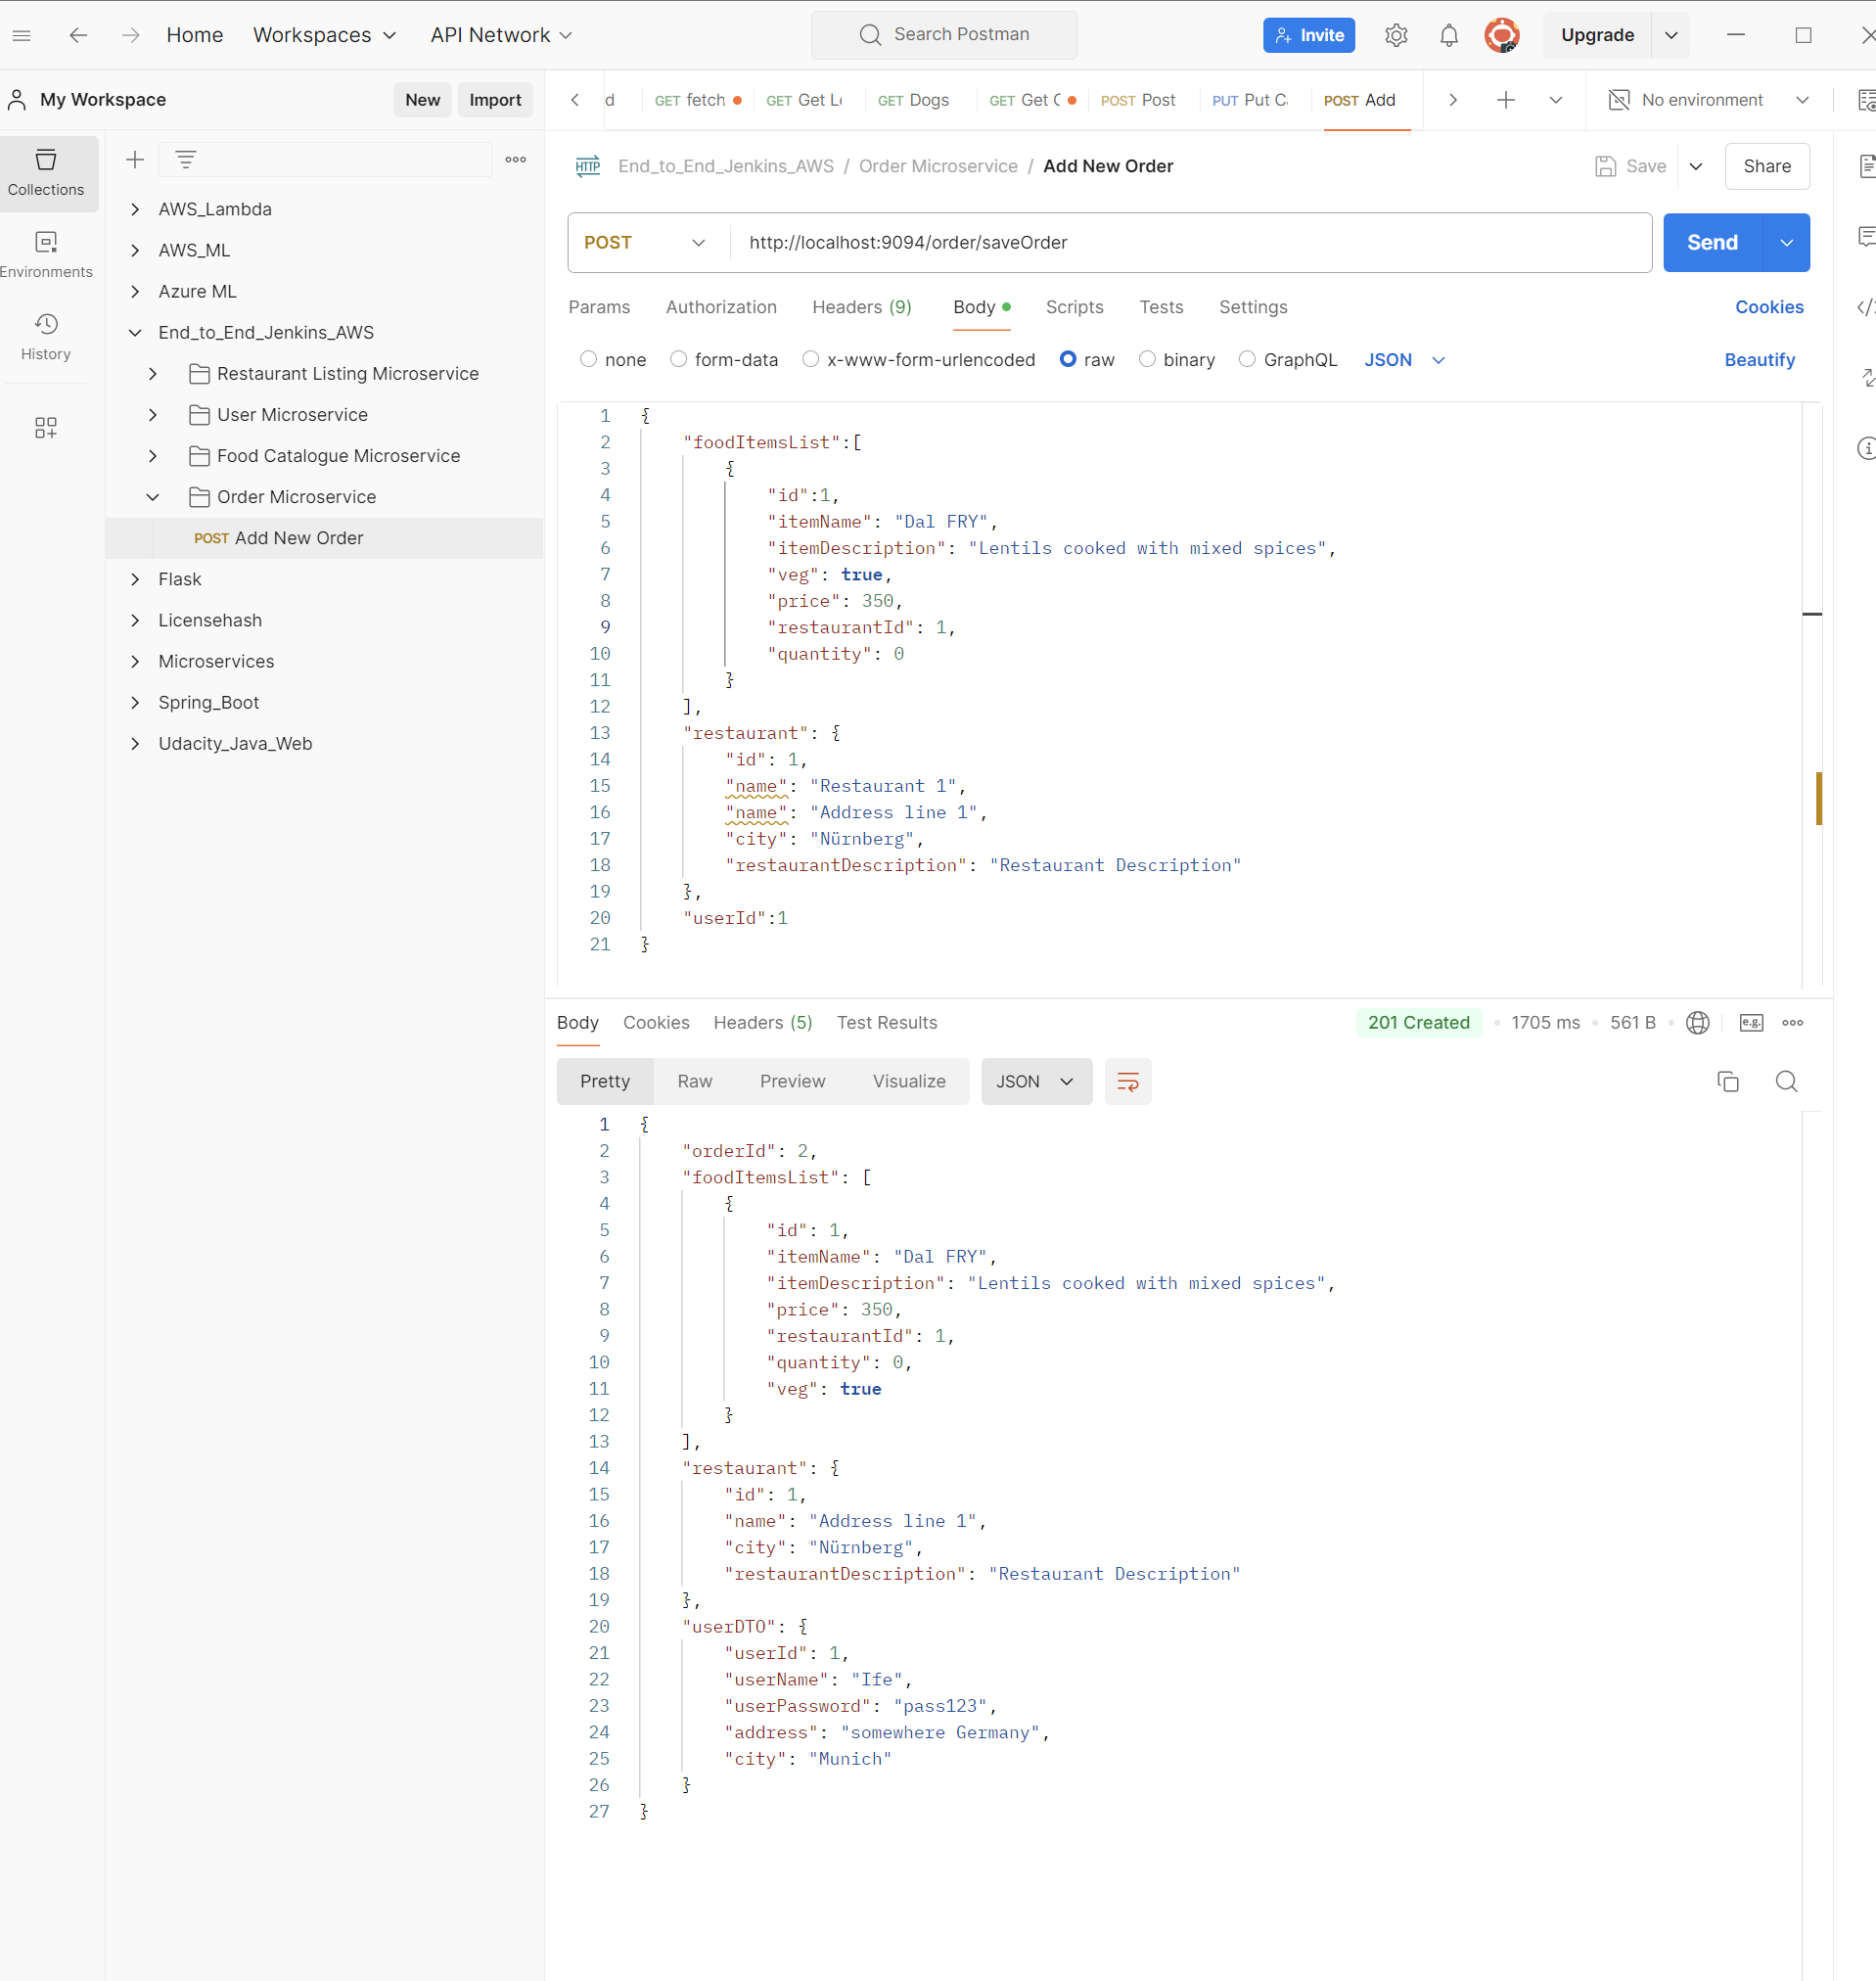 Home Workspaces API Network Search Postman Invite Upgrade
My Workspace New Import d GET fetch GET Get GET Dogs GET Get POST Post PUT Put POST Add No environment
Collections
Environments
History
AWS_Lambda
AWS_ML
Azure ML
End_to_End_Jenkins_AWS
Restaurant Listing Microservice
User Microservice
Food Catalogue Microservice
Order Microservice
POST Add New Order
Flask
Licensehash
Microservices
Spring_Boot
Udacity_Java_Web
HTTP End_to_End_Jenkins_AWS / Order Microservice / Add New Order Save Share
POST http://localhost:9094/order/saveOrder Send
Params Authorization Headers (9) Body Scripts Tests Settings Cookies
none form-data x-www-form-urlencoded raw binary GraphQL JSON Beautify
1 {
2 "foodItemsList":[
3 {
4 "id":1,
5 "itemName": "Dal FRY",
6 "itemDescription": "Lentils cooked with mixed spices",
7 "veg": true,
8 "price": 350,
9 "restaurantId": 1,
10 "quantity": 0
11 }
12 ],
13 "restaurant": {
14 "id": 1,
15 "name": "Restaurant 1",
16 "name": "Address line 1",
17 "city": "Nürnberg",
18 "restaurantDescription": "Restaurant Description"
19 },
20 "userId":1
21 }
Body Cookies Headers (5) Test Results 201 Created 1705 ms 561 B e.g.
Pretty Raw Preview Visualize JSON
1 {
2 "orderId": 2,
3 "foodItemsList": [
4 {
5 "id": 1,
6 "itemName": "Dal FRY",
7 "itemDescription": "Lentils cooked with mixed spices",
8 "price": 350,
9 "restaurantId": 1,
10 "quantity": 0,
11 "veg": true
12 }
13 ],
14 "restaurant": {
15 "id": 1,
16 "name": "Address line 1",
17 "city": "Nürnberg",
18 "restaurantDescription": "Restaurant Description"
19 },
20 "userDTO": {
21 "userId": 1,
22 "userName": "Ife",
23 "userPassword": "pass123",
24 "address": "somewhere Germany",
25 "city": "Munich"
26 }
27 }